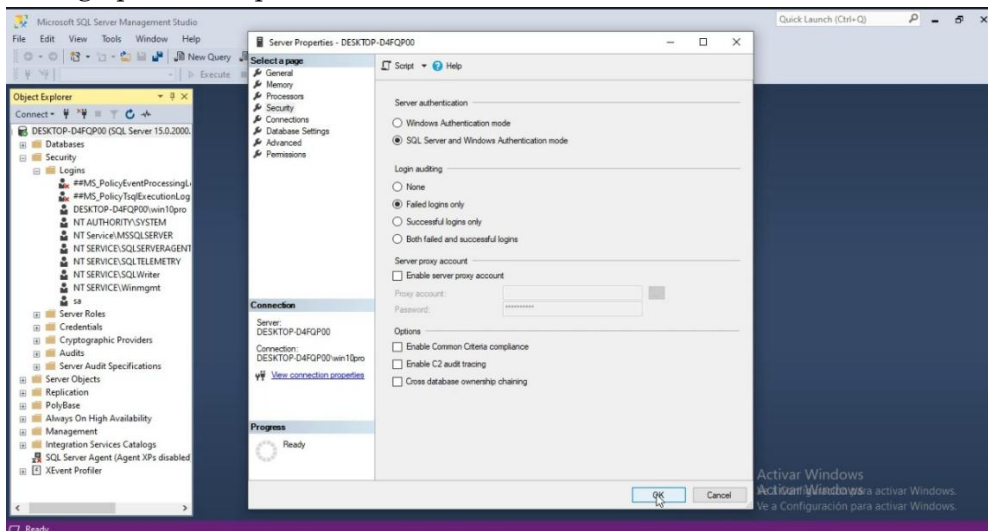 Microsoft SQL Server Management Studio
Quick Launch (Ctrl+Q)
File Edit View Tools Window Help
New Query
Execute
Object Explorer
Connect
DESKTOP-D4FQP00 (SQL Server 15.0.2000.
Databases
Security
Logins
##MS_PolicyEventProcessingL
##MS_PolicyTsqlExecutionLog
DESKTOP-D4FQP00\win10pro
NT AUTHORITY\SYSTEM
NT Service\MSSQLSERVER
NT SERVICE\SQLSERVERAGENT
NT SERVICE\SQLTELEMETRY
NT SERVICE\SQLWriter
NT SERVICE\Winmgmt
sa
Server Roles
Credentials
Cryptographic Providers
Audits
Server Audit Specifications
Server Objects
Replication
PolyBase
Always On High Availability
Management
Integration Services Catalogs
SQL Server Agent (Agent XPs disabled
XEvent Profiler
Server Properties - DESKTOP-D4FQP00
Select a page
General
Memory
Processors
Security
Connections
Database Settings
Advanced
Permissions
Connection
Server:
DESKTOP-D4FQP00
Connection:
DESKTOP-D4FQP00\win10pro
View connection properties
Progress
Ready
Script Help
Server authentication
Windows Authentication mode
SQL Server and Windows Authentication mode
Login auditing
None
Failed logins only
Successful logins only
Both failed and successful logins
Server proxy account
Enable server proxy account
Proxy account:
Password: **********
Options
Enable Common Criteria compliance
Enable C2 audit tracing
Cross database ownership chaining
OK Cancel
Activar Windows
Activar Windows
para activar Windows.
Ve a Configuración para activar Windows.
Ready